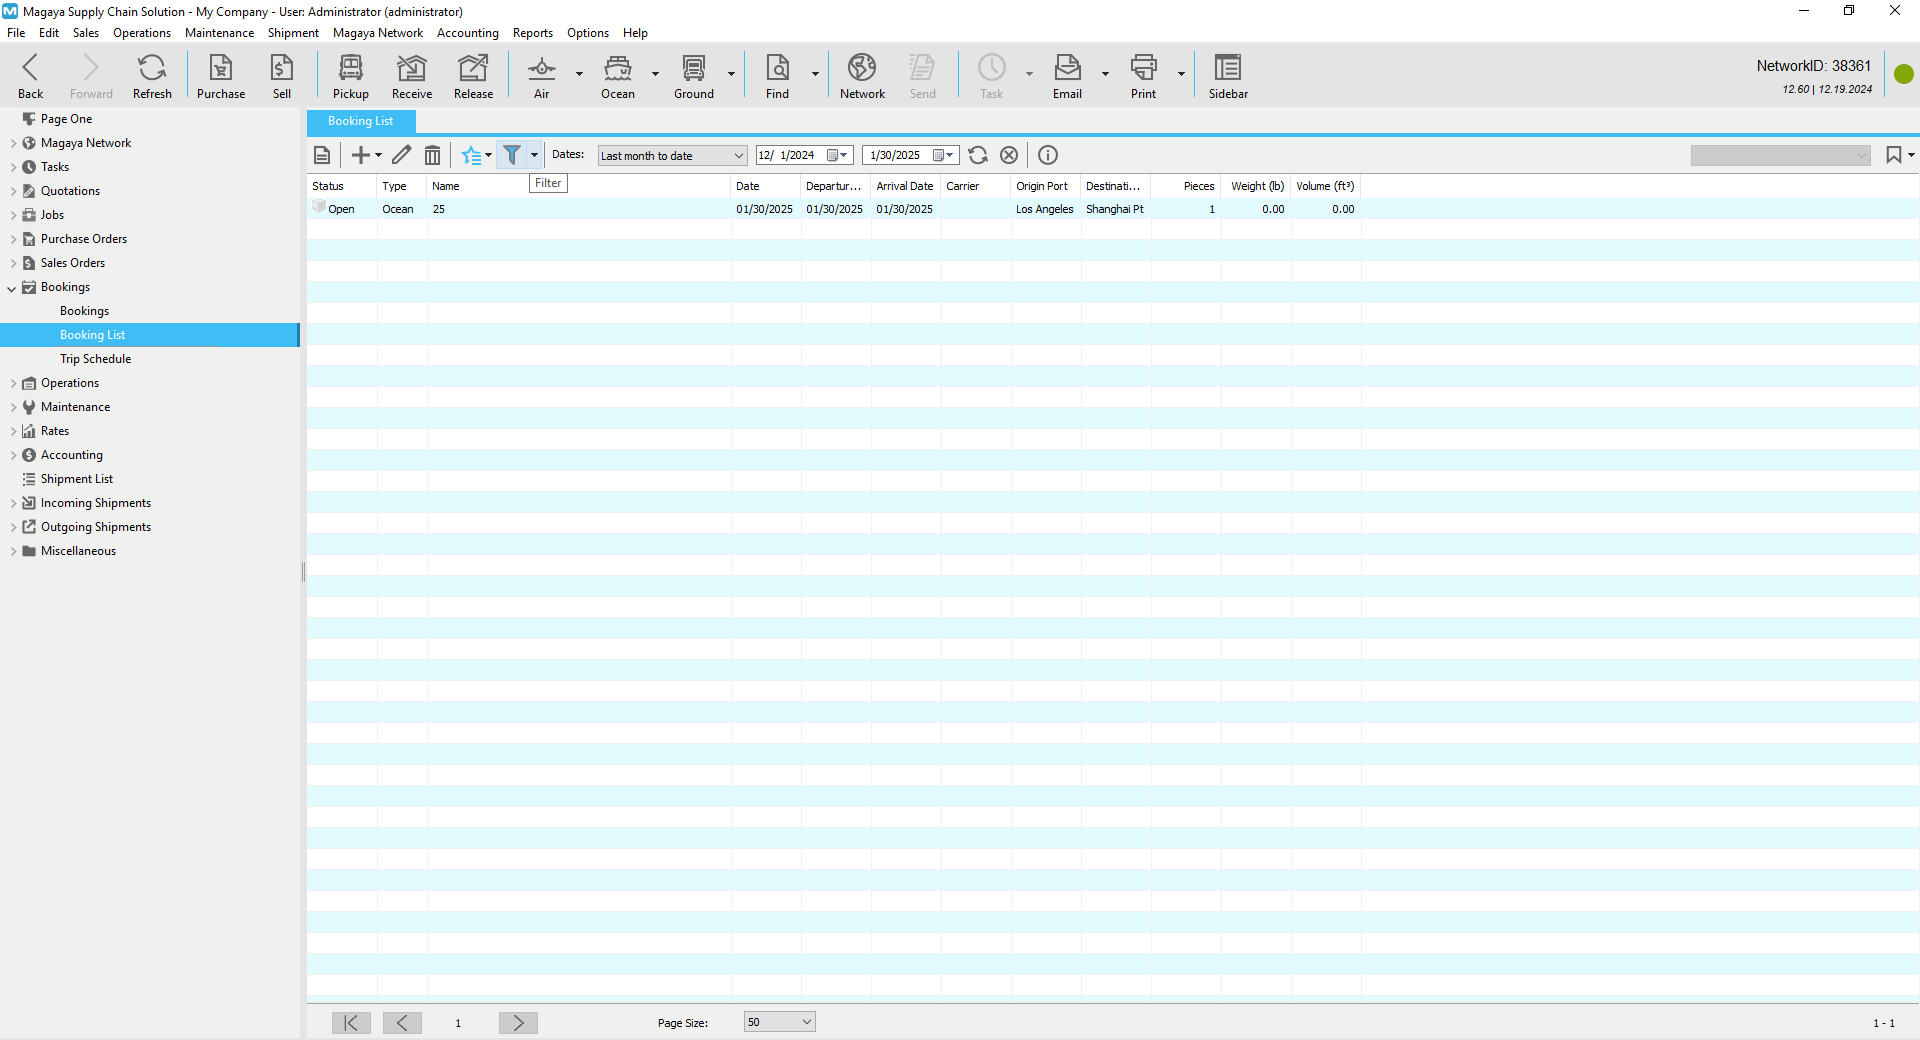 Magaya Supply Chain Solution - My Company - User: Administrator (administrator)
File Edit Sales Operations Maintenance Shipment Magaya Network Accounting Reports Options Help
Back Forward Refresh Purchase Sell Pickup Receive Release Air Ocean Ground Find Network Send Task Email Print Sidebar
NetworkID: 38361
12.60 | 12.19.2024
Page One
Magaya Network
Tasks
Quotations
Jobs
Purchase Orders
Sales Orders
Bookings
Bookings
Booking List
Trip Schedule
Operations
Maintenance
Rates
Accounting
Shipment List
Incoming Shipments
Outgoing Shipments
Miscellaneous
Booking List
Dates: Last month to date 12/ 1/2024 1/30/2025
Filter
Status Type Name Date Departur... Arrival Date Carrier Origin Port Destinati... Pieces Weight (lb) Volume (ft³)
Open Ocean 25 01/30/2025 01/30/2025 01/30/2025 Los Angeles Shanghai Pt 1 0.00 0.00
1 Page Size: 50 1 - 1